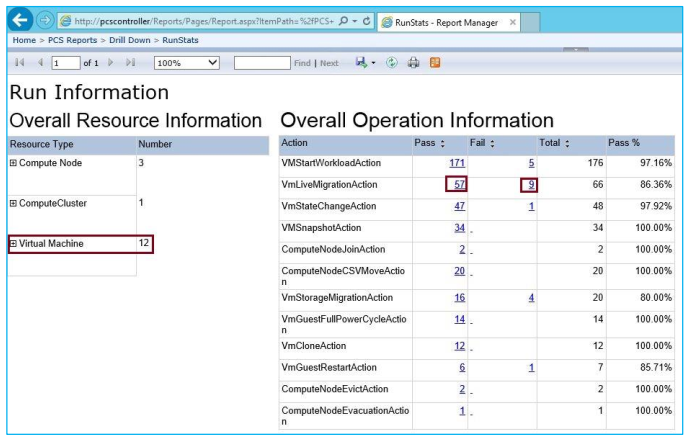 http://pcscontroller/Reports/Pages/Report.aspx?ItemPath=%2fPCS+
RunStats - Report Manager
Home > PCS Reports > Drill Down > RunStats
1 of 1 100% Find | Next
Run Information
Overall Resource Information
Resource Type Number
Compute Node 3
ComputeCluster 1
Virtual Machine 12
Overall Operation Information
Action Pass Fail Total Pass %
VMStartWorkloadAction 171 5 176 97.16%
VmLiveMigrationAction 57 9 66 86.36%
VmStateChangeAction 47 1 48 97.92%
VMSnapshotAction 34 34 100.00%
ComputeNodeJoinAction 2 2 100.00%
ComputeNodeCSVMoveActio 20 20 100.00%
n
VmStorageMigrationAction 16 4 20 80.00%
VmGuestFullPowerCycleActio 14 14 100.00%
n
VmCloneAction 12 12 100.00%
VmGuestRestartAction 6 1 7 85.71%
ComputeNodeEvictAction 2 2 100.00%
ComputeNodeEvacuationActio 1 1 100.00%
n